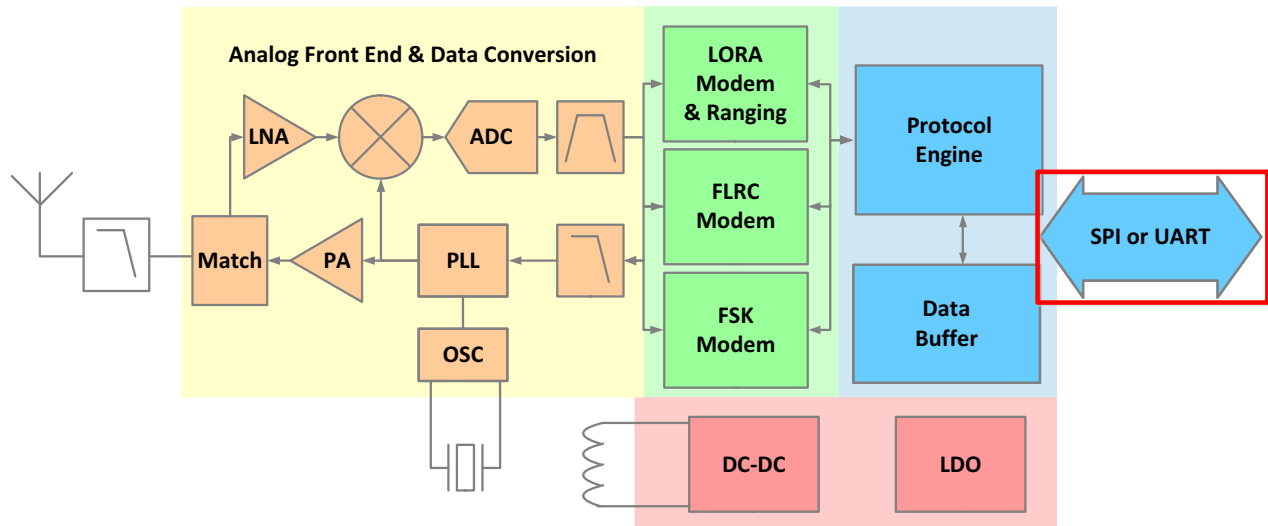 Analog Front End & Data Conversion
LNA
ADC
Match
PA
PLL
OSC
LORA
Modem
& Ranging
FLRC
Modem
FSK
Modem
Protocol
Engine
Data
Buffer
SPI or UART
DC-DC
LDO